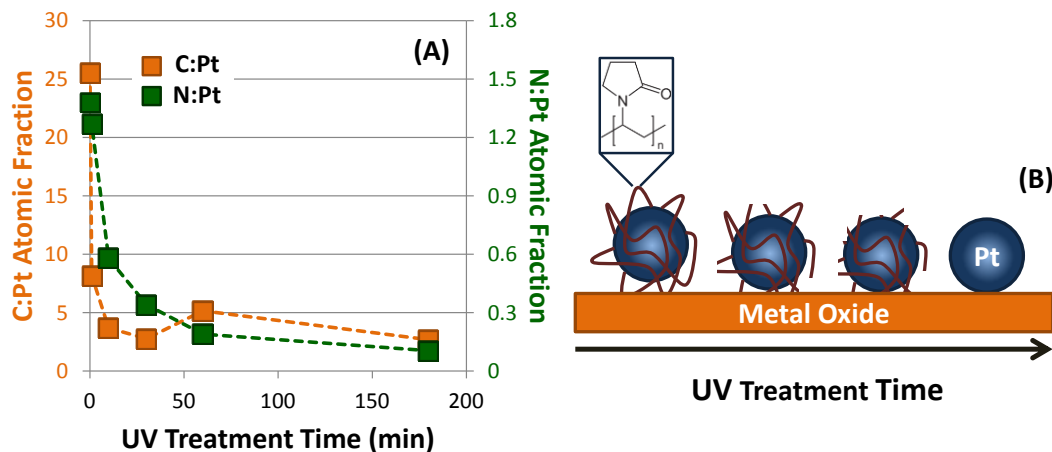 (A)
C:Pt
N:Pt
C:Pt Atomic Fraction
30
25
20
15
10
5
0
N:Pt Atomic Fraction
1.8
1.5
1.2
0.9
0.6
0.3
0
0 50 100 150 200
UV Treatment Time (min)
(B)
O
N
n
Pt
Metal Oxide
UV Treatment Time